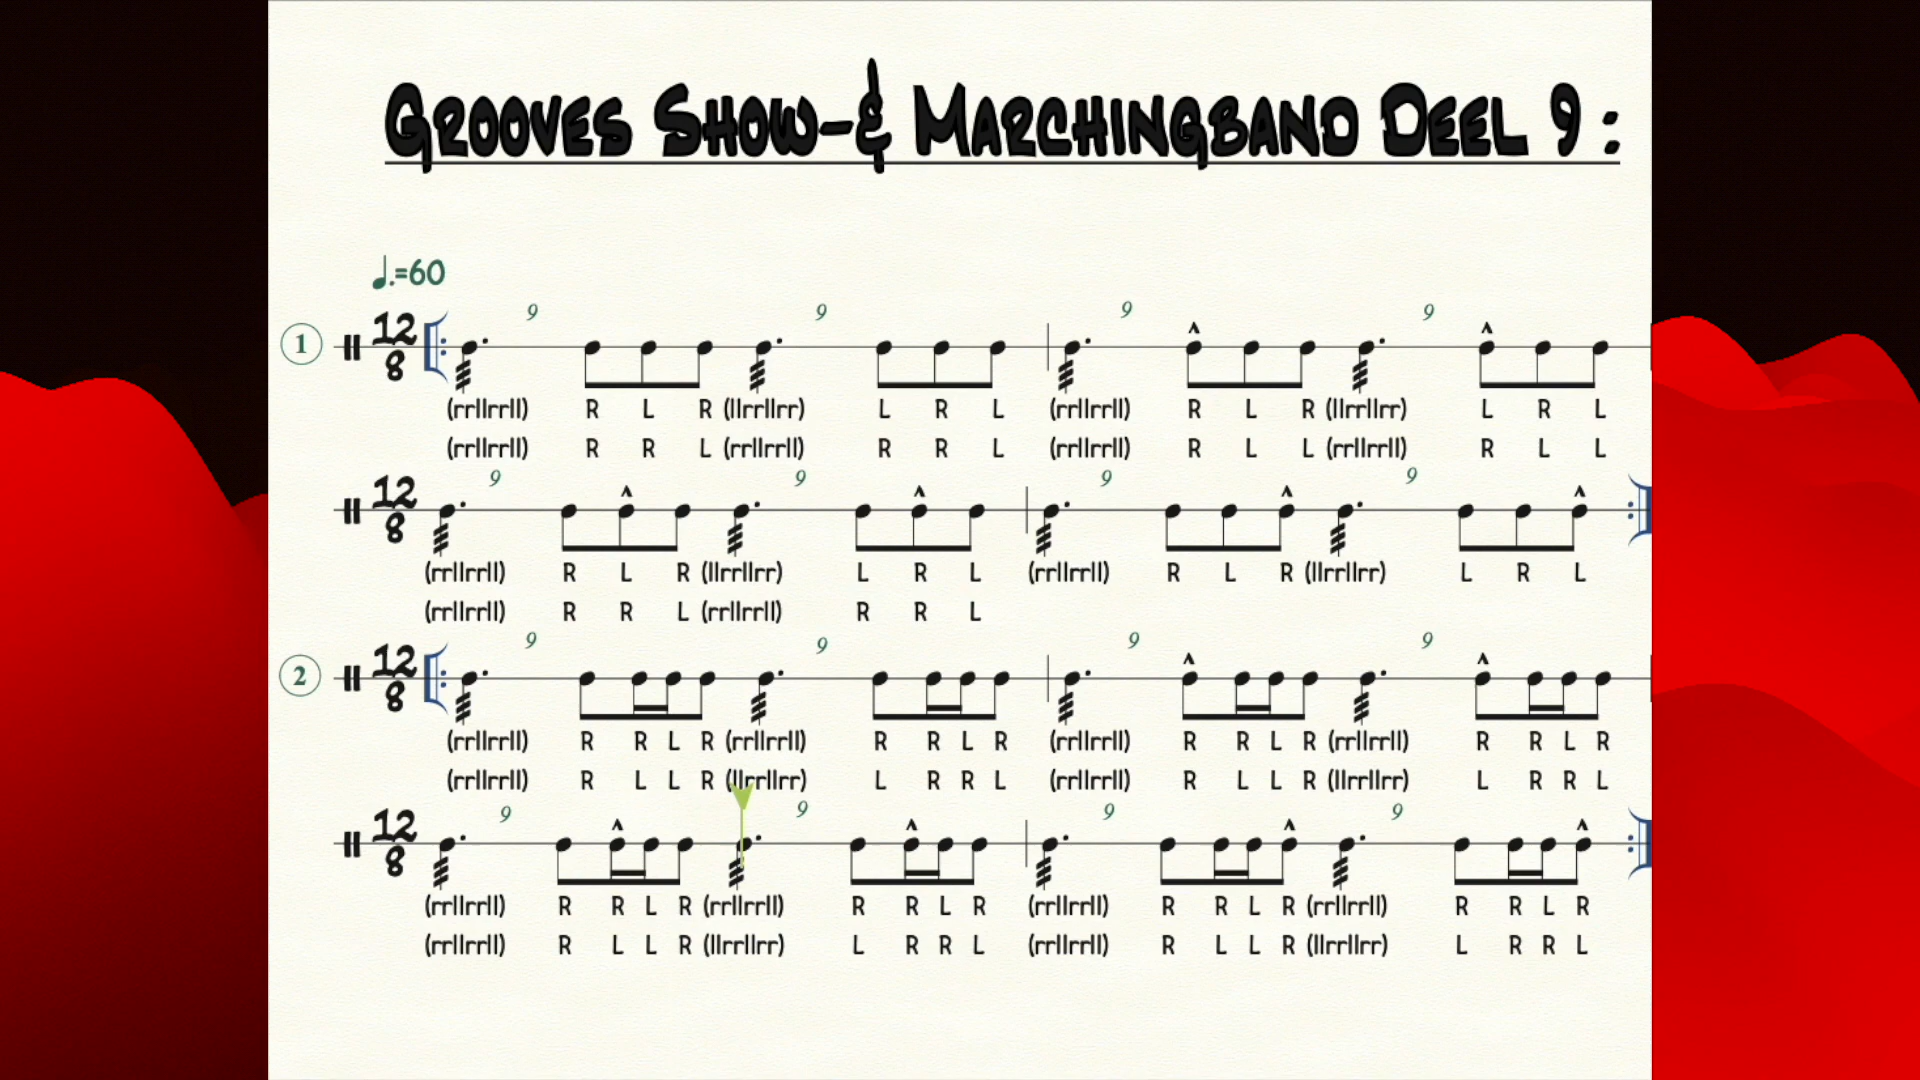 GROOVES SHOW-& MARCHINGBAND DEEL 9 :
♩.=60
9 9 9 9
1 12/8
(rrllrrll) R L R (llrrllrr) L R L (rrllrrll) R L R (llrrllrr) L R L
(rrllrrll) R R L (rrllrrll) R R L (rrllrrll) R L L (rrllrrll) R L L
9 9 9 9
12/8
(rrllrrll) R L R (llrrllrr) L R L (rrllrrll) R L R (llrrllrr) L R L
(rrllrrll) R R L (rrllrrll) R R L
9 9 9 9
2 12/8
(rrllrrll) R R L R (rrllrrll) R R L R (rrllrrll) R R L R (rrllrrll) R R L R
(rrllrrll) R L L R (llrrllrr) L R R L (rrllrrll) R L L R (llrrllrr) L R R L
9 9 9 9
12/8
(rrllrrll) R R L R (rrllrrll) R R L R (rrllrrll) R R L R (rrllrrll) R R L R
(rrllrrll) R L L R (llrrllrr) L R R L (rrllrrll) R L L R (llrrllrr) L R R L